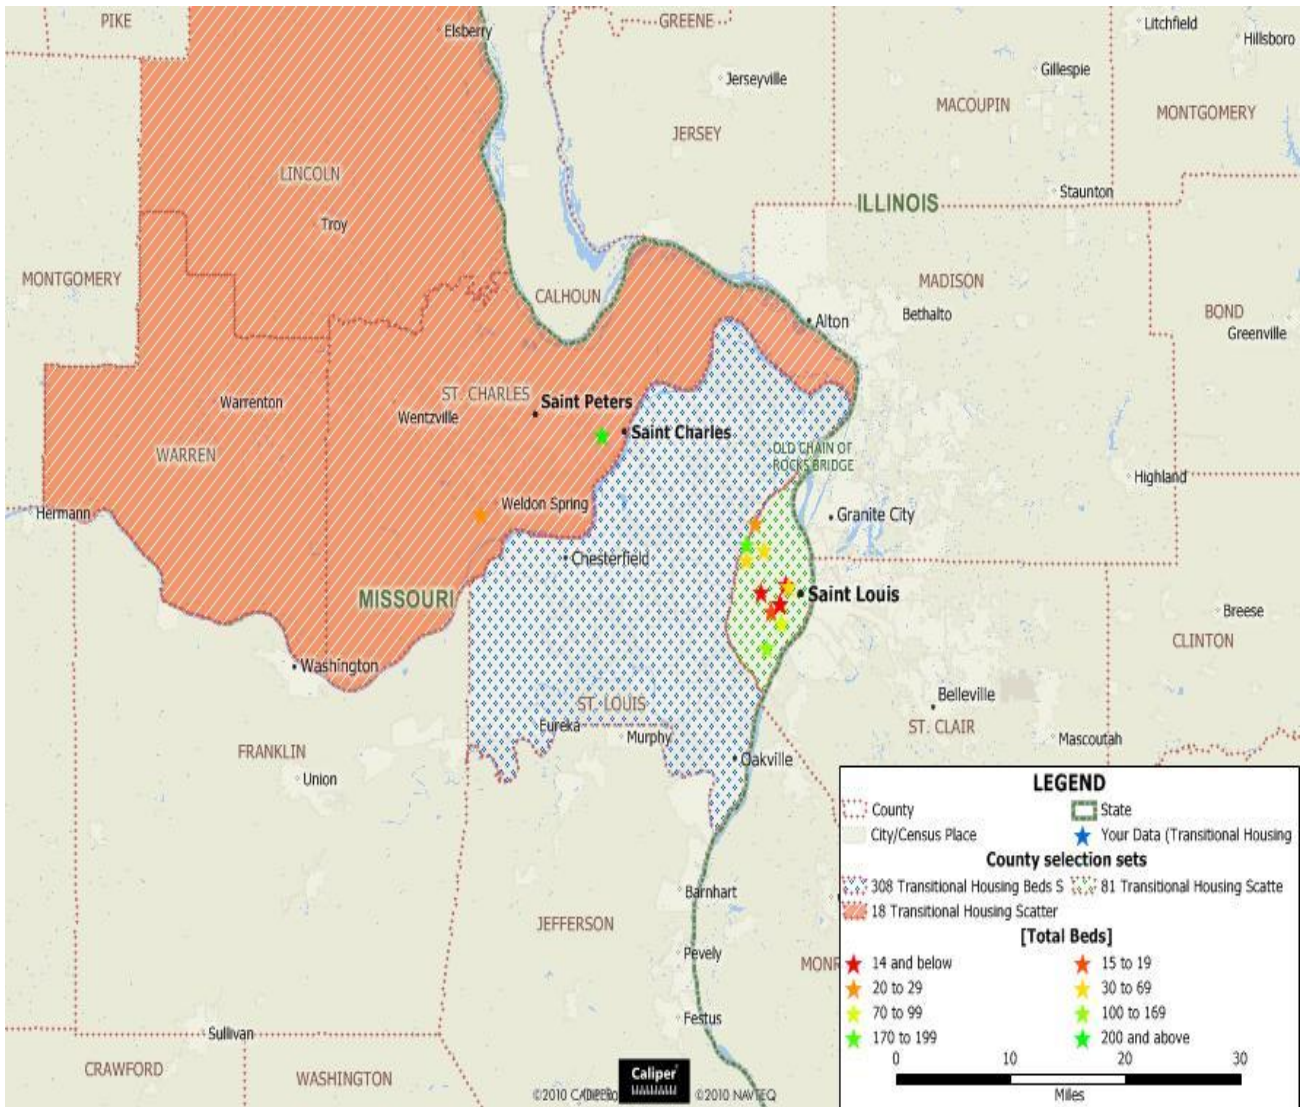 PIKE
GREENE
Elsberry
Litchfield
Hillsboro
Jerseyville
Gillespie
MACOUPIN
MONTGOMERY
JERSEY
LINCOLN
Staunton
ILLINOIS
Troy
MONTGOMERY
CALHOUN
MADISON
Alton
Bethalto
BOND
Greenville
ST. CHARLES
Saint Peters
Warrenton
Wentzville
Saint Charles
WARREN
OLD CHAIN OF
ROCKS BRIDGE
Highland
Weldon Spring
Hermann
Granite City
Chesterfield
MISSOURI
Saint Louis
Breese
CLINTON
Washington
Belleville
ST. LOUIS
Eureka
Murphy
ST. CLAIR
Mascoutah
FRANKLIN
Union
Oakville
LEGEND
County
State
City/Census Place
Your Data (Transitional Housing
County selection sets
308 Transitional Housing Beds S
81 Transitional Housing Scatte
18 Transitional Housing Scatter
[Total Beds]
14 and below
15 to 19
20 to 29
30 to 69
70 to 99
100 to 169
170 to 199
200 and above
0 10 20 30
Miles
Barnhart
JEFFERSON
Pevely
MONR
Festus
Sullivan
CRAWFORD
WASHINGTON
Caliper
©2010 NAVTEQ